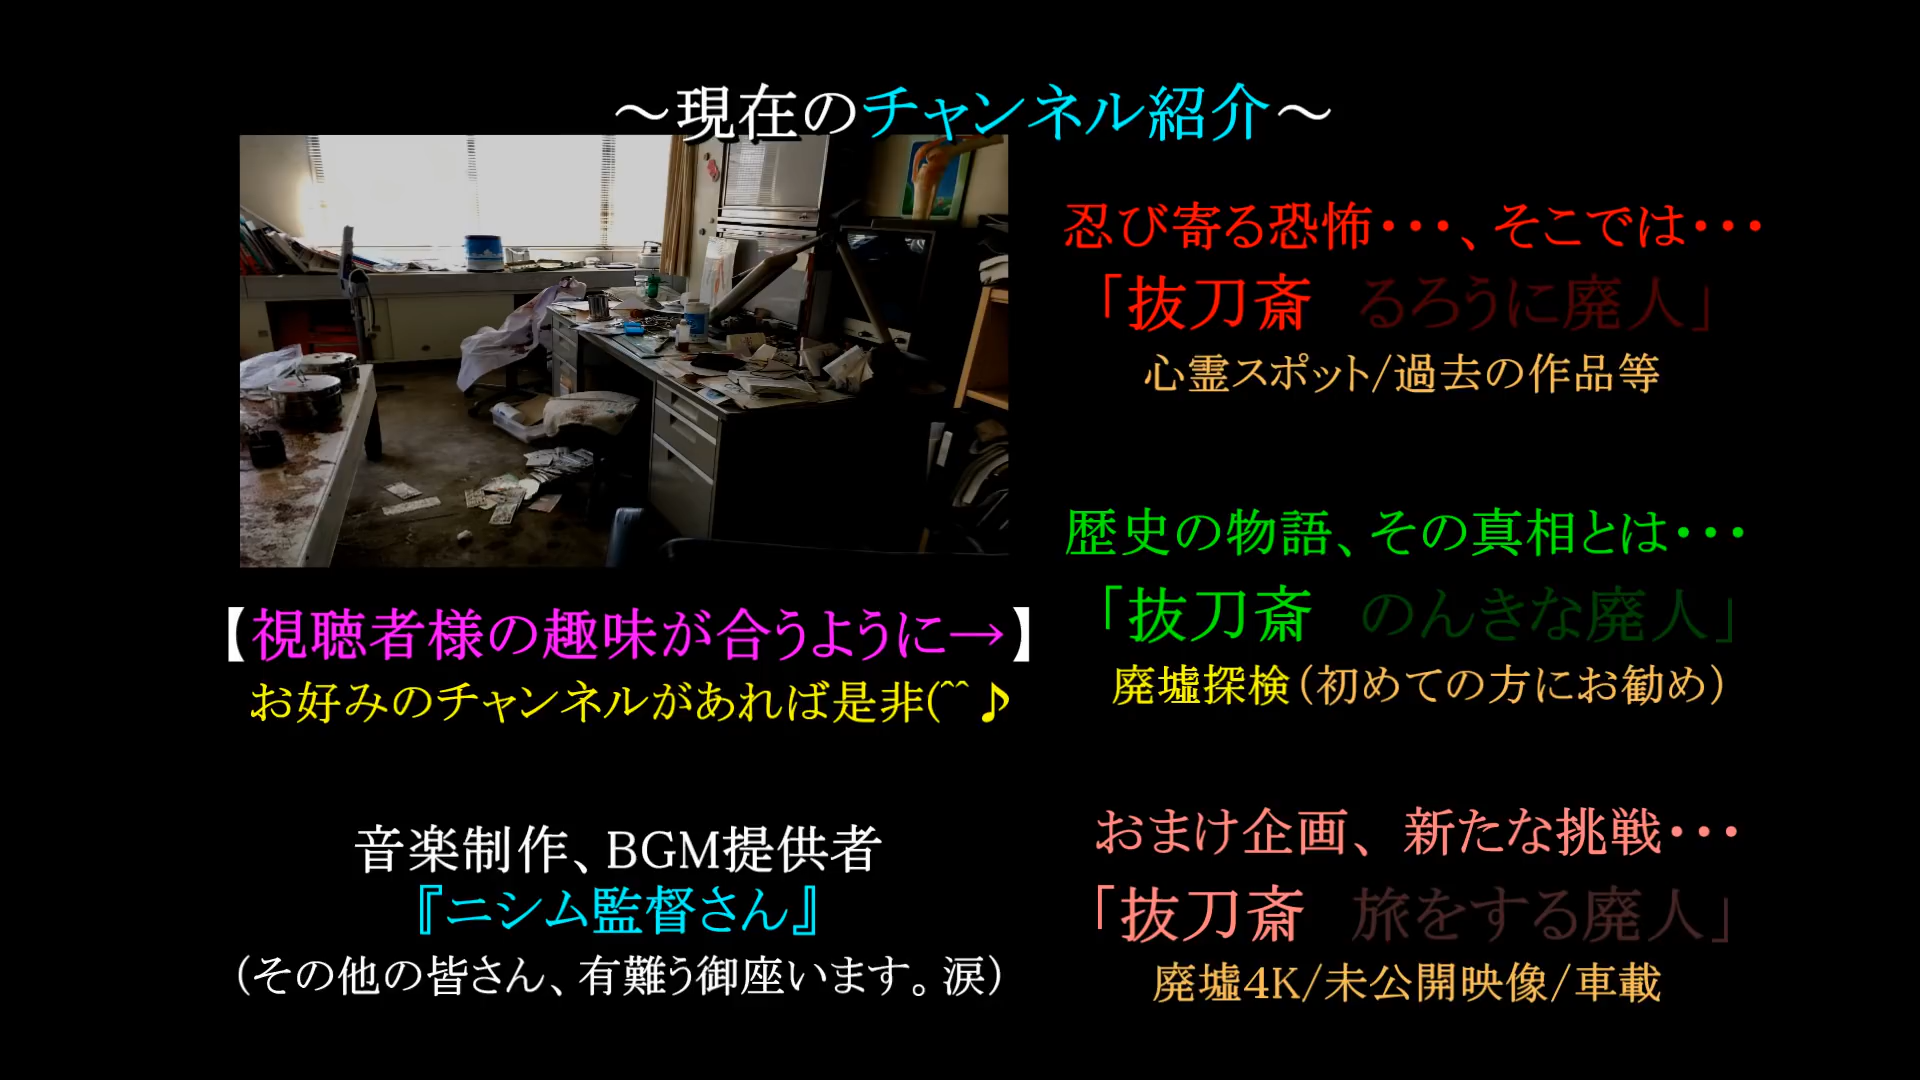 ～現在のチャンネル紹介～
【視聴者様の趣味が合うように→】
お好みのチャンネルがあれば是非(^^♪
音楽制作、BGM提供者
『ニシム監督さん』
（その他の皆さん、有難う御座います。涙）
忍び寄る恐怖・・・、そこでは・・・
「抜刀斎　るろうに廃人」
心霊スポット/過去の作品等
歴史の物語、その真相とは・・・
「抜刀斎　のんきな廃人」
廃墟探検（初めての方にお勧め）
おまけ企画、新たな挑戦・・・
「抜刀斎　旅をする廃人」
廃墟4K/未公開映像/車載